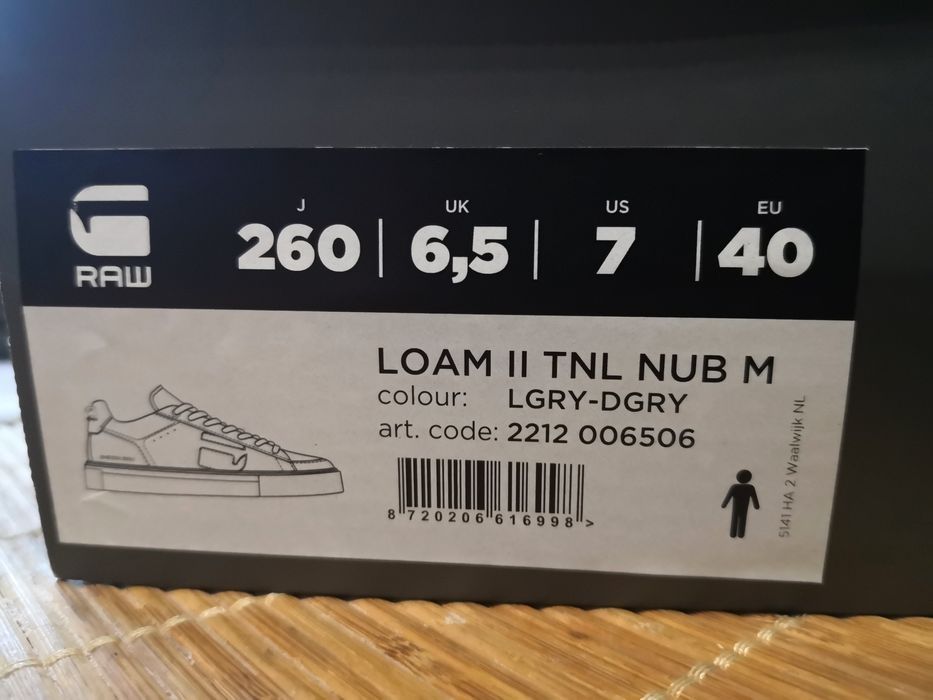 J UK US EU
260 6,5 7 40
RAW
LOAM II TNL NUB M
colour: LGRY-DGRY
art. code: 2212 006506
8 720206 616998 >
5141 HA 2 Waalwijk NL